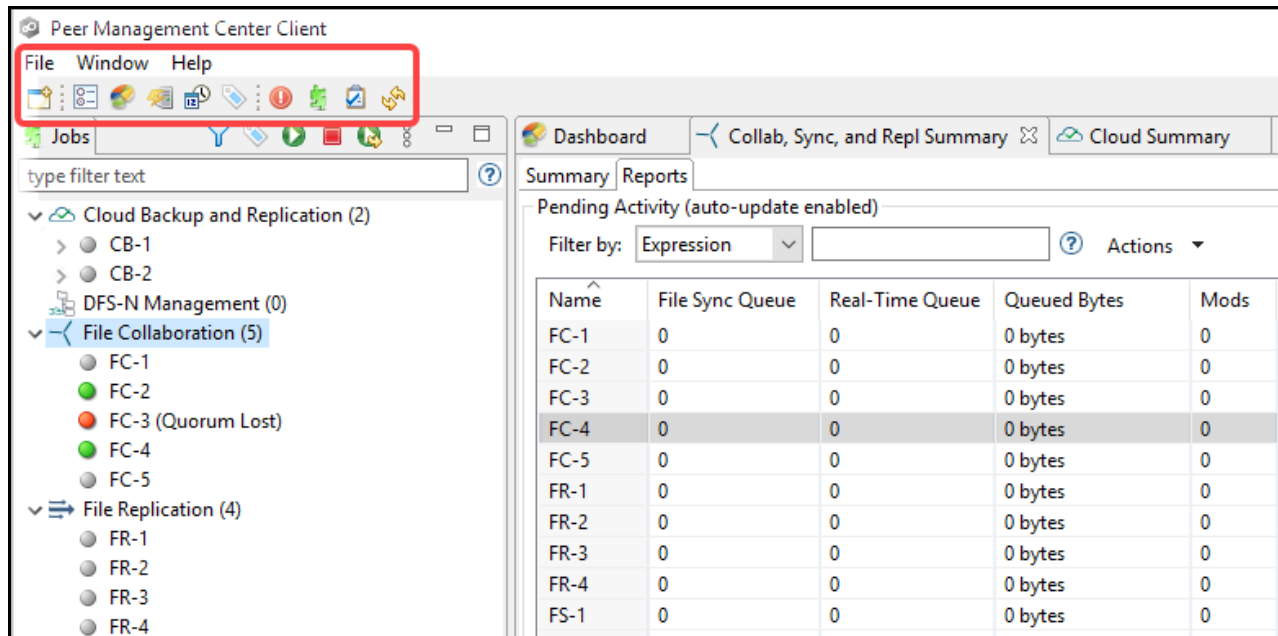 Peer Management Center Client
File Window Help
Jobs
type filter text
Cloud Backup and Replication (2)
CB-1
CB-2
DFS-N Management (0)
File Collaboration (5)
FC-1
FC-2
FC-3 (Quorum Lost)
FC-4
FC-5
File Replication (4)
FR-1
FR-2
FR-3
FR-4
Dashboard Collab, Sync, and Repl Summary Cloud Summary
Summary Reports
Pending Activity (auto-update enabled)
Filter by: Expression Actions
Name File Sync Queue Real-Time Queue Queued Bytes Mods
FC-1 0 0 0 bytes 0
FC-2 0 0 0 bytes 0
FC-3 0 0 0 bytes 0
FC-4 0 0 0 bytes 0
FC-5 0 0 0 bytes 0
FR-1 0 0 0 bytes 0
FR-2 0 0 0 bytes 0
FR-3 0 0 0 bytes 0
FR-4 0 0 0 bytes 0
FS-1 0 0 0 bytes 0